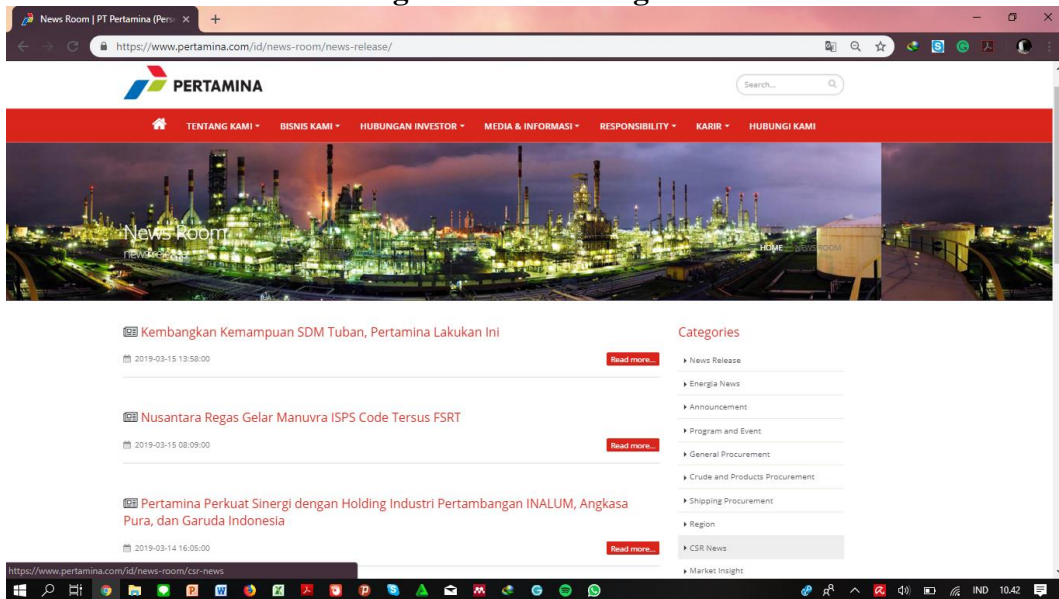 News Room | PT Pertamina (Perse
https://www.pertamina.com/id/news-room/news-release/
PERTAMINA
Search...
TENTANG KAMI BISNIS KAMI HUBUNGAN INVESTOR MEDIA & INFORMASI RESPONSIBILITY KARIR HUBUNGI KAMI
News Room
news release
HOME NEWS ROOM
Kembangkan Kemampuan SDM Tuban, Pertamina Lakukan Ini
2019-03-15 13:58:00
Read more...
Nusantara Regas Gelar Manuvra ISPS Code Tersus FSRT
2019-03-15 08:09:00
Read more...
Pertamina Perkuat Sinergi dengan Holding Industri Pertambangan INALUM, Angkasa
Pura, dan Garuda Indonesia
2019-03-14 16:05:00
Read more...
Categories
News Release
Energia News
Announcement
Program and Event
General Procurement
Crude and Products Procurement
Shipping Procurement
Region
CSR News
Market Insight
https://www.pertamina.com/id/news-room/csr-news
IND 10.42